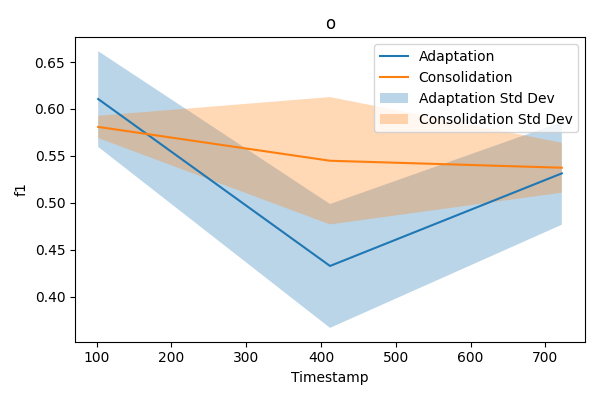 o
0.65
0.60
0.55
0.50
0.45
0.40
f1
100
200
300
400
500
600
700
Timestamp
Adaptation
Consolidation
Adaptation Std Dev
Consolidation Std Dev